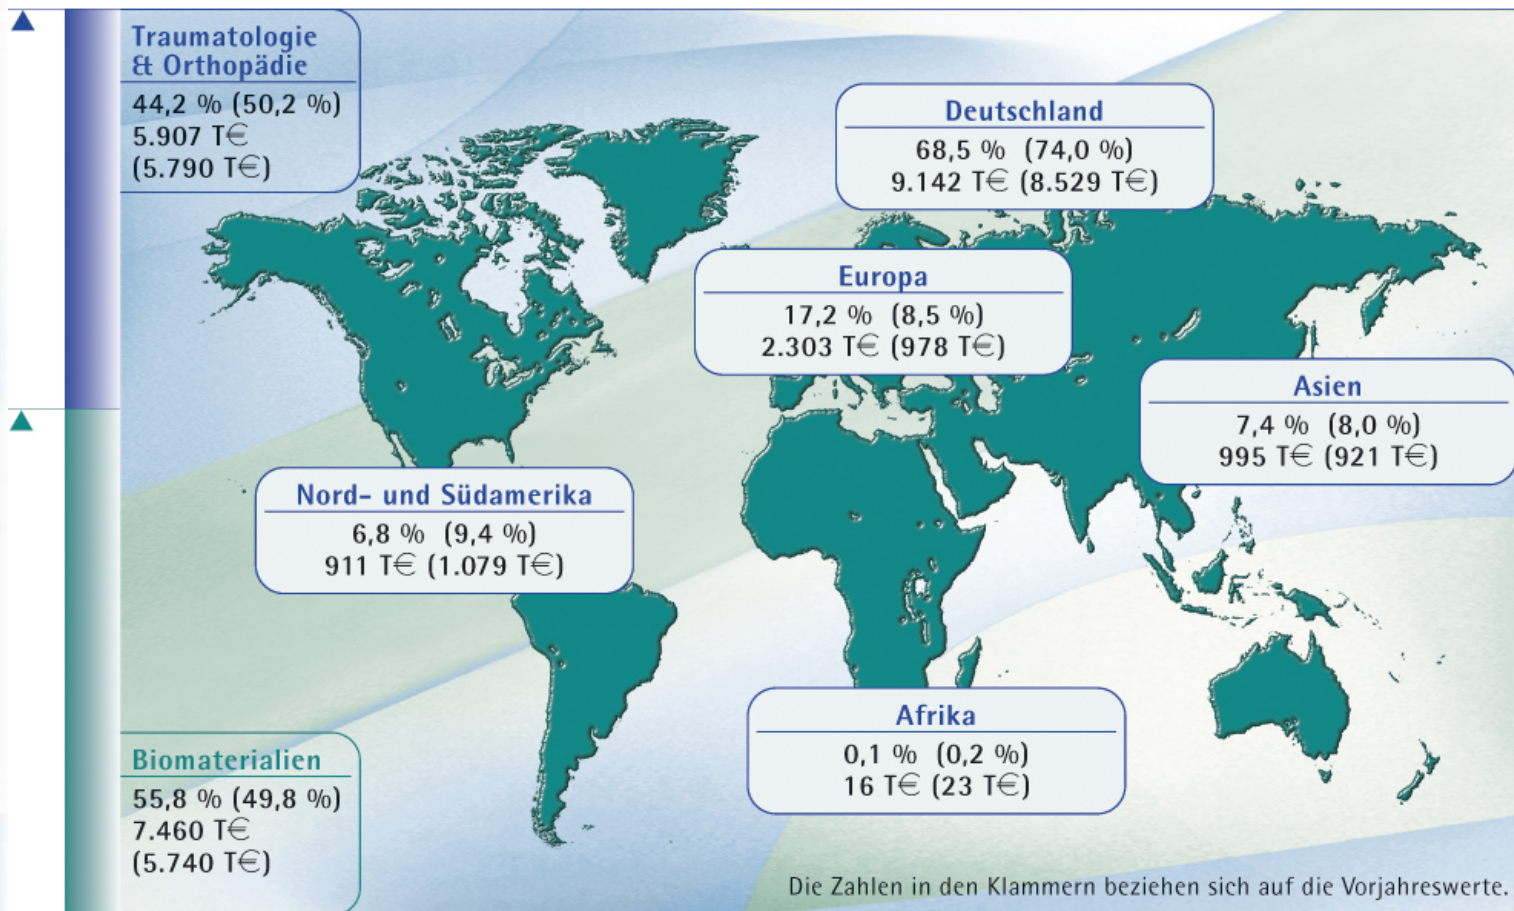 Traumatologie
& Orthopädie
44,2 % (50,2 %)
5.907 T€
(5.790 T€)
Deutschland
68,5 % (74,0 %)
9.142 T€ (8.529 T€)
Europa
17,2 % (8,5 %)
2.303 T€ (978 T€)
Asien
7,4 % (8,0 %)
995 T€ (921 T€)
Nord- und Südamerika
6,8 % (9,4 %)
911 T€ (1.079 T€)
Afrika
0,1 % (0,2 %)
16 T€ (23 T€)
Biomaterialien
55,8 % (49,8 %)
7.460 T€
(5.740 T€)
Die Zahlen in den Klammern beziehen sich auf die Vorjahreswerte.